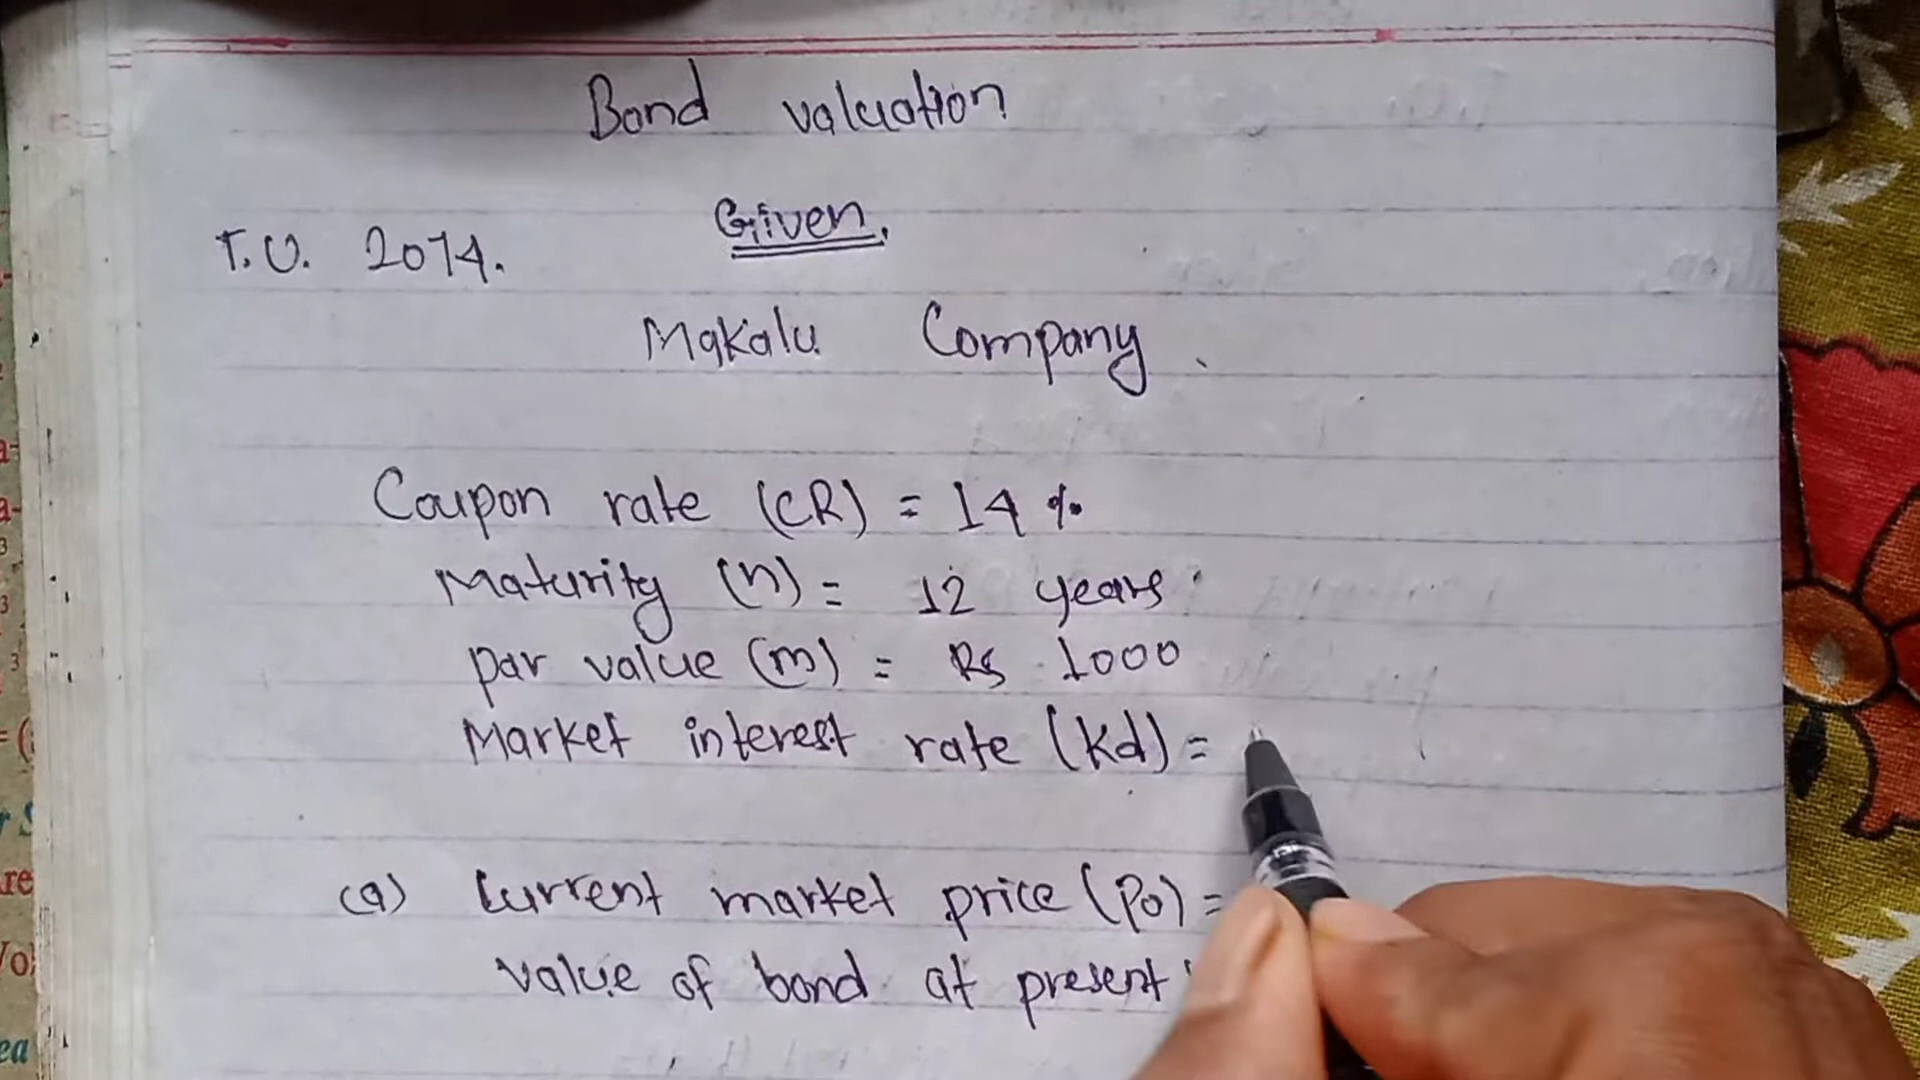 Bond valuation
Given,
T.U. 2074.
Makalu Company.
Coupon rate (CR) = 14 %
Maturity (n) = 12 years
par value (m) = Rs 1000
Market interest rate (Kd) =
(a) Current market price (Po) =
value of bond at present